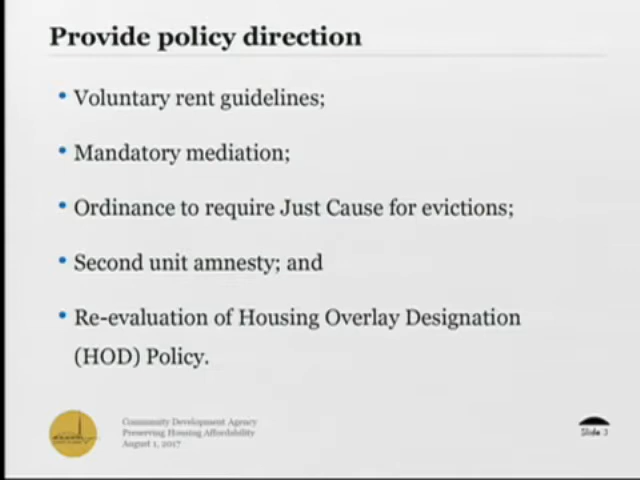 Provide policy direction
• Voluntary rent guidelines;
• Mandatory mediation;
• Ordinance to require Just Cause for evictions;
• Second unit amnesty; and
• Re-evaluation of Housing Overlay Designation
(HOD) Policy.
Community Development Agency
Preserving Housing Affordability
August 1, 2017
Slide 3